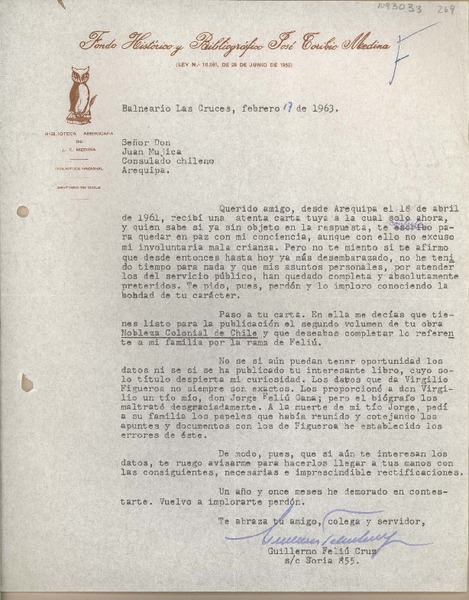 Nº93033 269
F
Fondo Histórico y Bibliográfico José Toribio Medina
(LEY N.º 10.361, DE 28 DE JUNIO DE 1952)
BIBLIOTECA AMERICANA
DE
J. T. MEDINA
BIBLIOTECA NACIONAL
SANTIAGO DE CHILE
Balneario Las Cruces, febrero 17 de 1963.
Señor Don
Juan Mujica
Consulado chileno
Arequipa.
Querido amigo, desde Arequipa el 18 de abril
de 1961, recibí una atenta carta tuya a la cual solo ahora,
y quien sabe si ya sin objeto en la respuesta, te escribo pa-
ra quedar en paz con mi conciencia, aunque con ello no excuso
mi involuntaria mala crianza. Pero no te miento si te afirmo
que desde entonces hasta hoy ya más desembarazado, no he teni
do tiempo para nada y que mis asuntos personales, por atender
los del servicio público, han quedado completa y absolutamente
preteridos. Te pido, pues, perdón y lo imploro conociendo la
bohdad de tu carácter.
Paso a tu carta. En ella me decías que tie-
nes listo para la publicación el segundo volumen de tu obra
Nobleza Colonial de Chile y que deseabas completar lo referen
te a mi familia por la rama de Feliú.
No se si aún puedan tener oportunidad los
datos ni se si se ha publicado tu interesante libro, cuyo so-
lo título despierta mi curiosidad. Los datos que da Virgilio
Figueroa no siempre son exactos. Los proporcionó a don Virgi-
lio un tío mío, don Jorge Feliú Gana; pero el biógrafo los
maltrató desgraciadamente. A la muerte de mi tío Jorge, pedí
a su familia los papeles que había reunido y cotejando los
apuntes y documentos con los de Figueroa he establecido los
errores de éste.
De modo, pues, que si aún te interesan los
datos, te ruego avisarme para hacerlos llegar a tus manos con
las consiguientes, necesarias e imprescindible rectificaciones.
Un año y once meses he demorado en contes-
tarte. Vuelvo a implorarte perdón.
Te abraza tu amigo, colega y servidor,
Guillermo Feliú Cruz
s/c Soria 855.